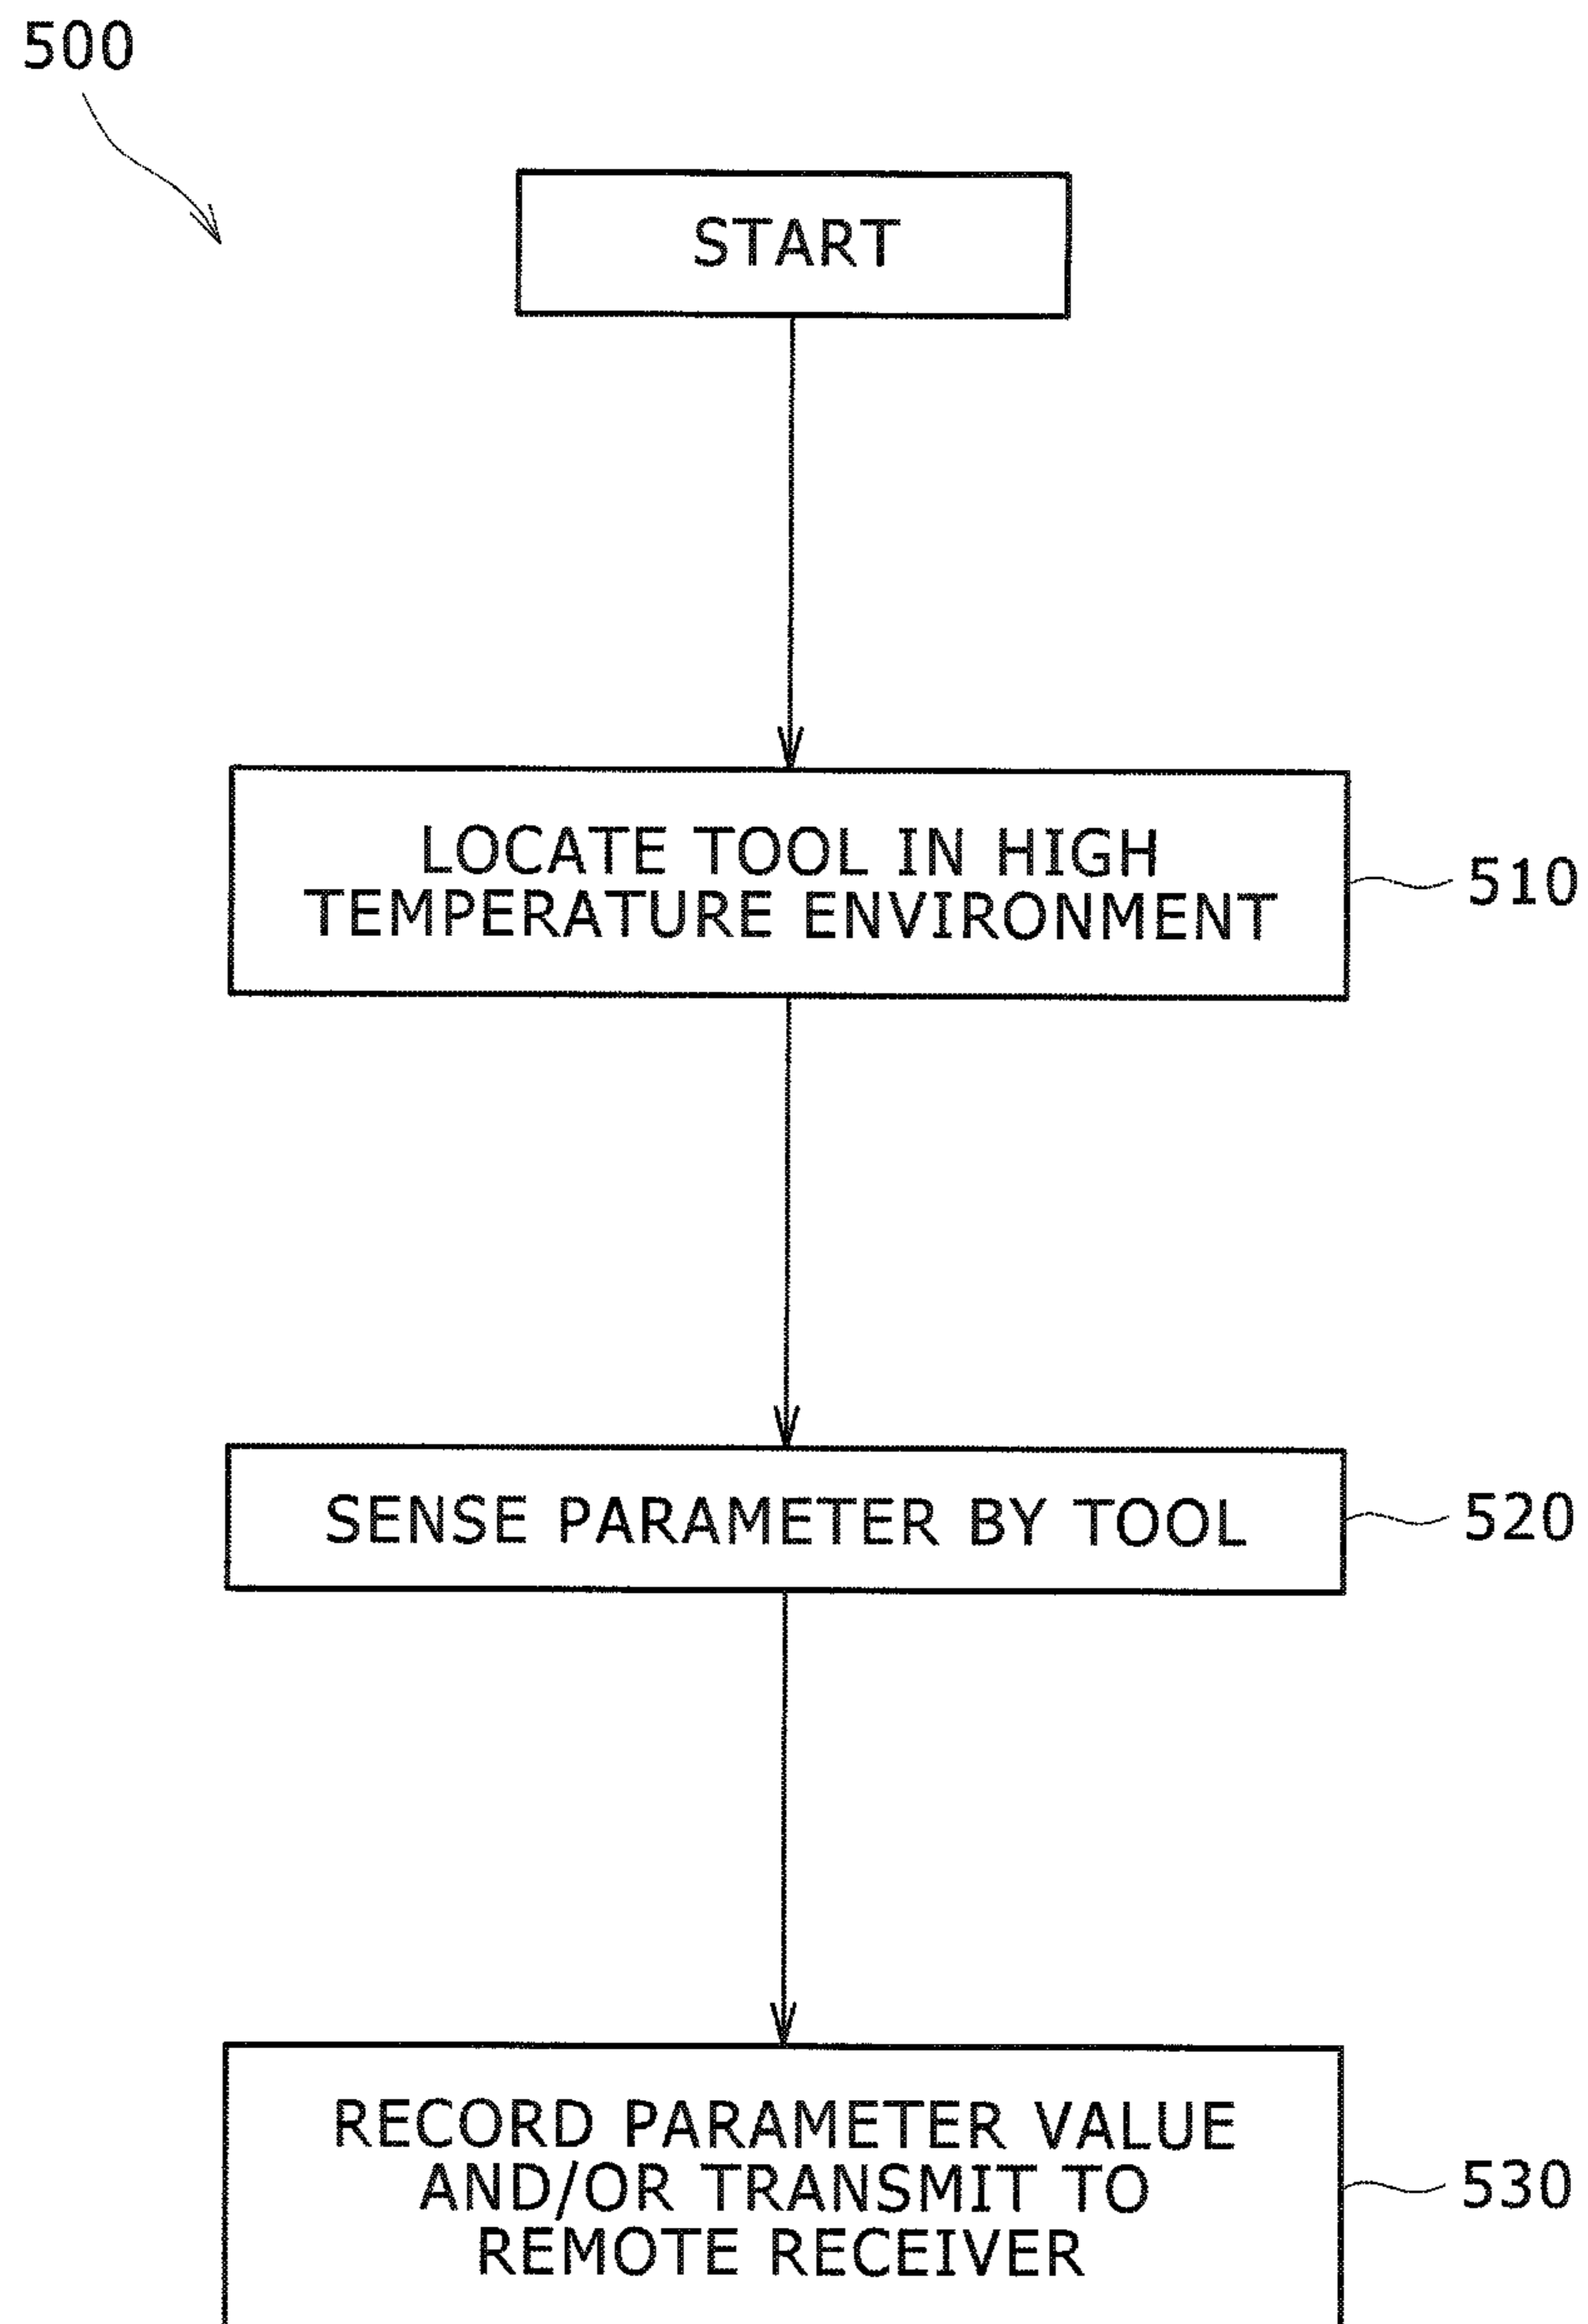 500
START
LOCATE TOOL IN HIGH
TEMPERATURE ENVIRONMENT
510
SENSE PARAMETER BY TOOL
520
RECORD PARAMETER VALUE
AND/OR TRANSMIT TO
REMOTE RECEIVER
530